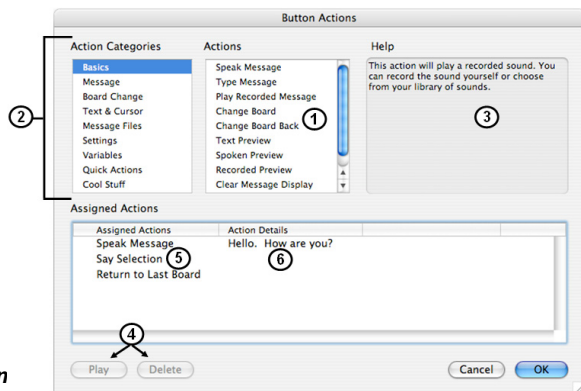 Button Actions
Action Categories
Basics
Message
Board Change
Text & Cursor
Message Files
Settings
Variables
Quick Actions
Cool Stuff
2
Actions
Speak Message
Type Message
Play Recorded Message
Change Board
Change Board Back
Text Preview
Spoken Preview
Recorded Preview
Clear Message Display
1
Help
This action will play a recorded sound. You
can record the sound yourself or choose
from your library of sounds.
3
Assigned Actions
Assigned Actions Action Details
Speak Message Hello. How are you?
Say Selection 5 6
Return to Last Board
4
n
Play Delete Cancel OK